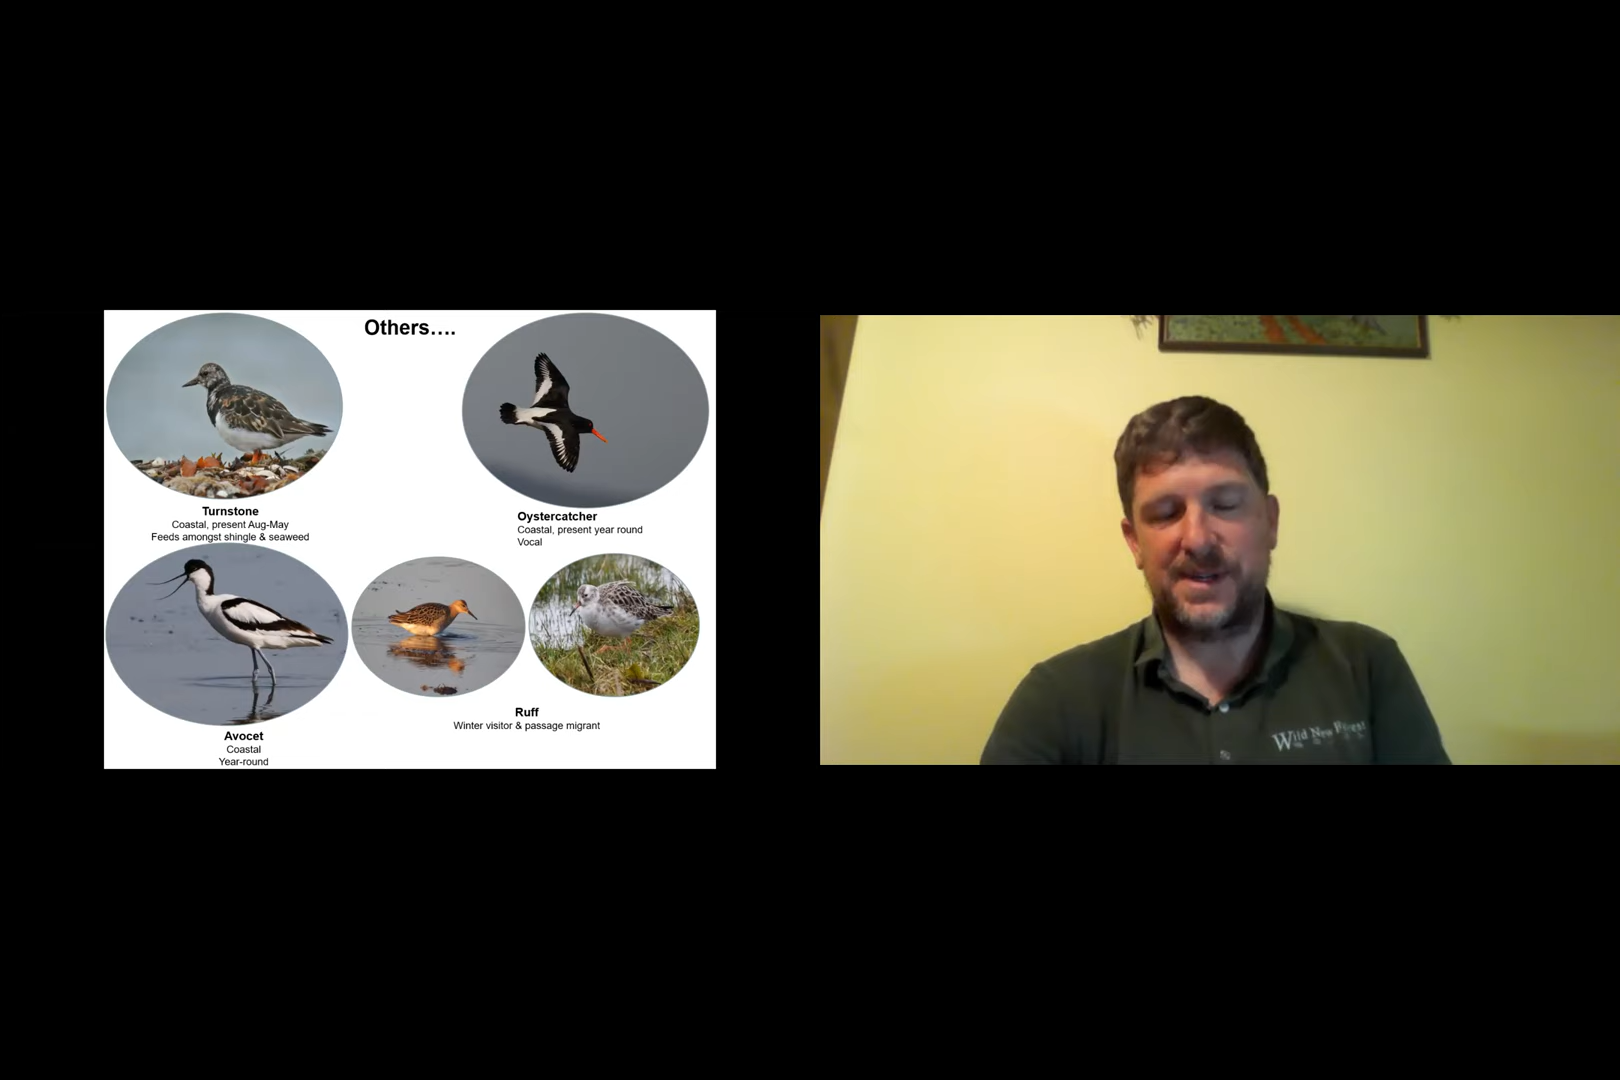 Others….
Turnstone
Coastal, present Aug-May
Feeds amongst shingle & seaweed
Oystercatcher
Coastal, present year round
Vocal
Avocet
Coastal
Year-round
Ruff
Winter visitor & passage migrant
Wild New Forest